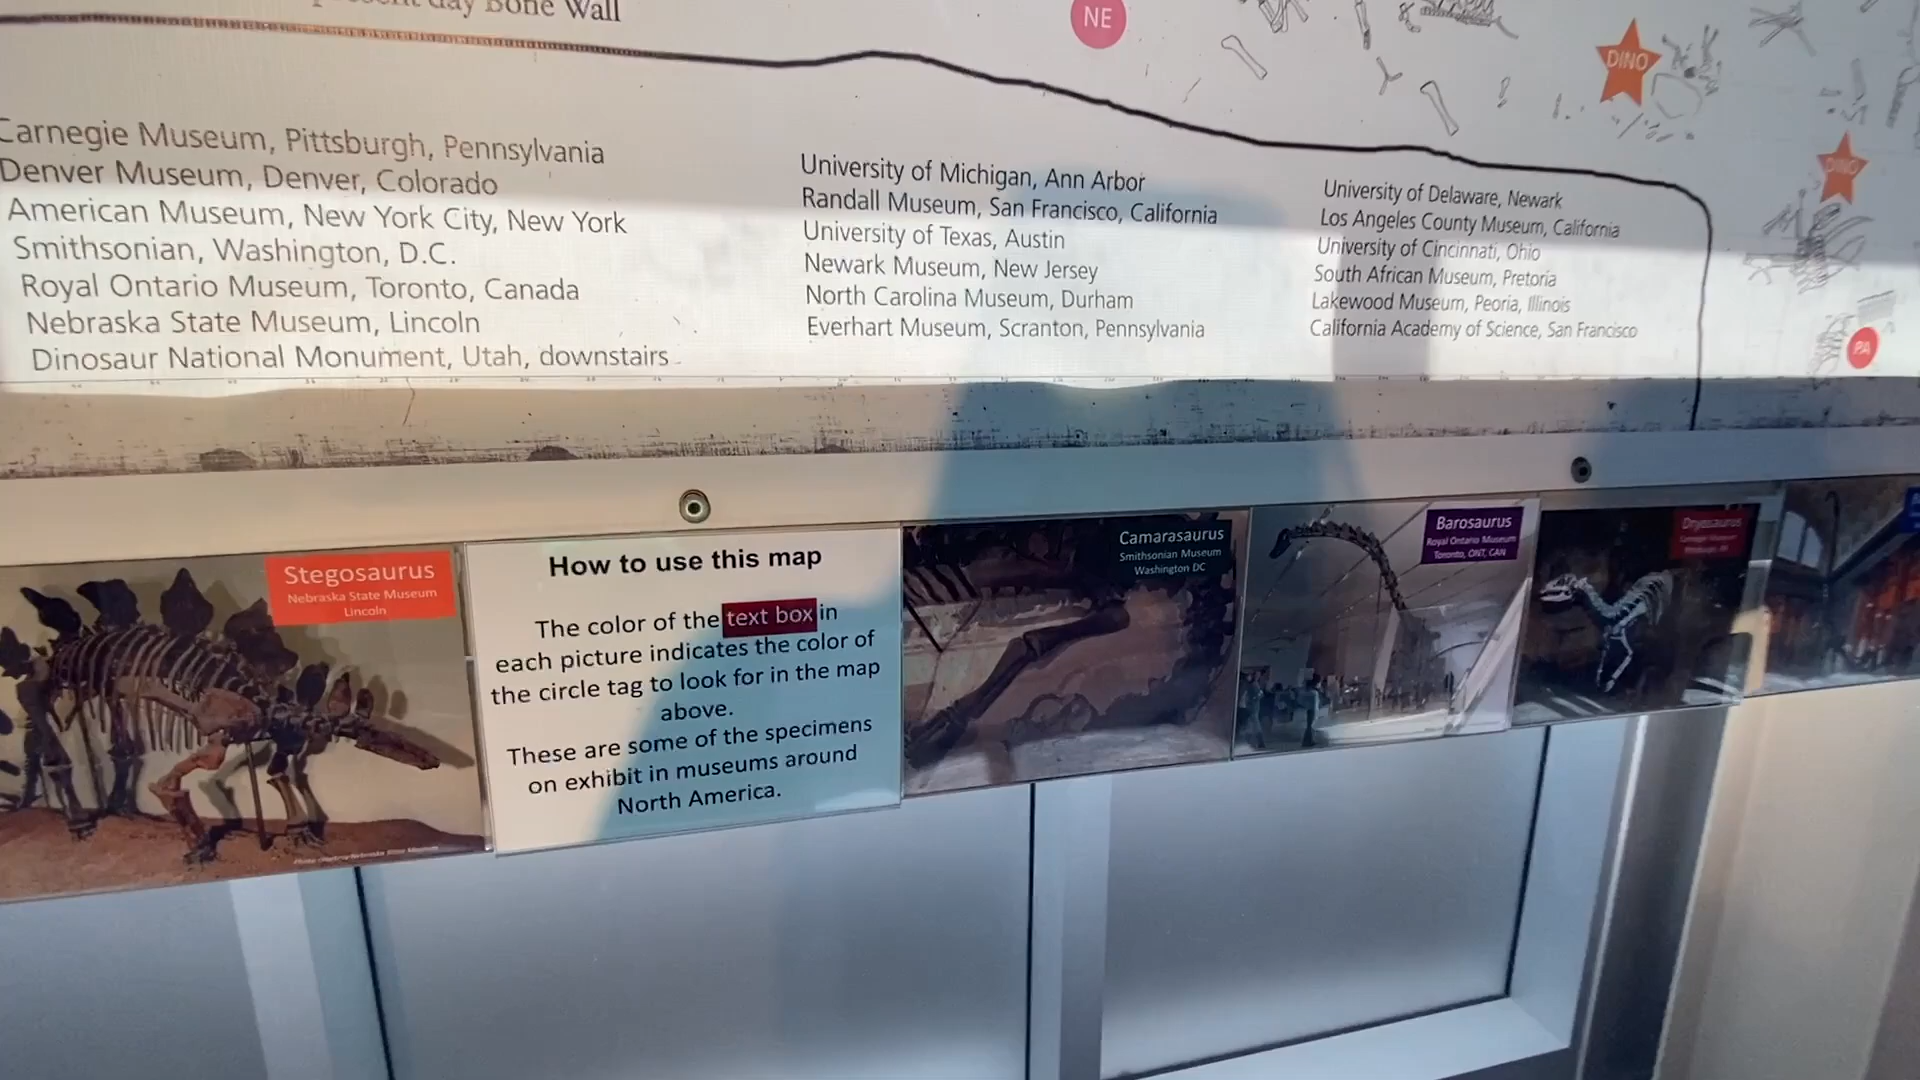 day Bone Wall
NE
DINO
DINO
PA
Carnegie Museum, Pittsburgh, Pennsylvania
Denver Museum, Denver, Colorado
American Museum, New York City, New York
Smithsonian, Washington, D.C.
Royal Ontario Museum, Toronto, Canada
Nebraska State Museum, Lincoln
Dinosaur National Monument, Utah, downstairs
University of Michigan, Ann Arbor
Randall Museum, San Francisco, California
University of Texas, Austin
Newark Museum, New Jersey
North Carolina Museum, Durham
Everhart Museum, Scranton, Pennsylvania
University of Delaware, Newark
Los Angeles County Museum, California
University of Cincinnati, Ohio
South African Museum, Pretoria
Lakewood Museum, Peoria, Illinois
California Academy of Science, San Francisco
Stegosaurus
Nebraska State Museum
Lincoln
How to use this map
The color of the text box in
each picture indicates the color of
the circle tag to look for in the map
above.
These are some of the specimens
on exhibit in museums around
North America.
Camarasaurus
Smithsonian Museum
Washington DC
Barosaurus
Royal Ontario Museum
Toronto, ONT, CAN
Dryosaurus
Carnegie Museum